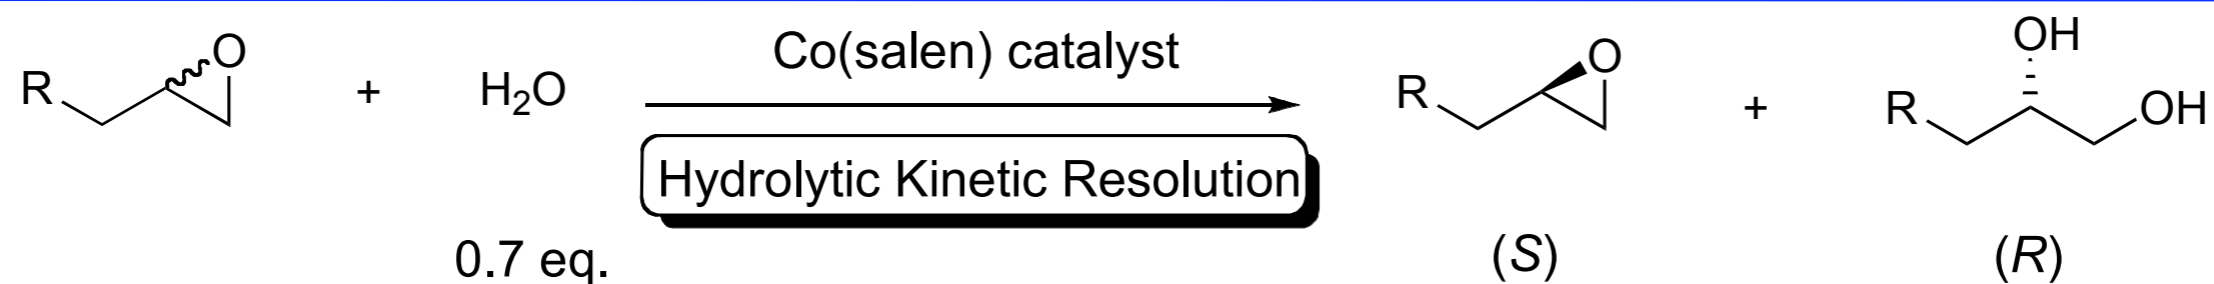 R
O
+
H₂O
0.7 eq.
Co(salen) catalyst
Hydrolytic Kinetic Resolution
R
O
(S)
+
R
OH
OH
(R)